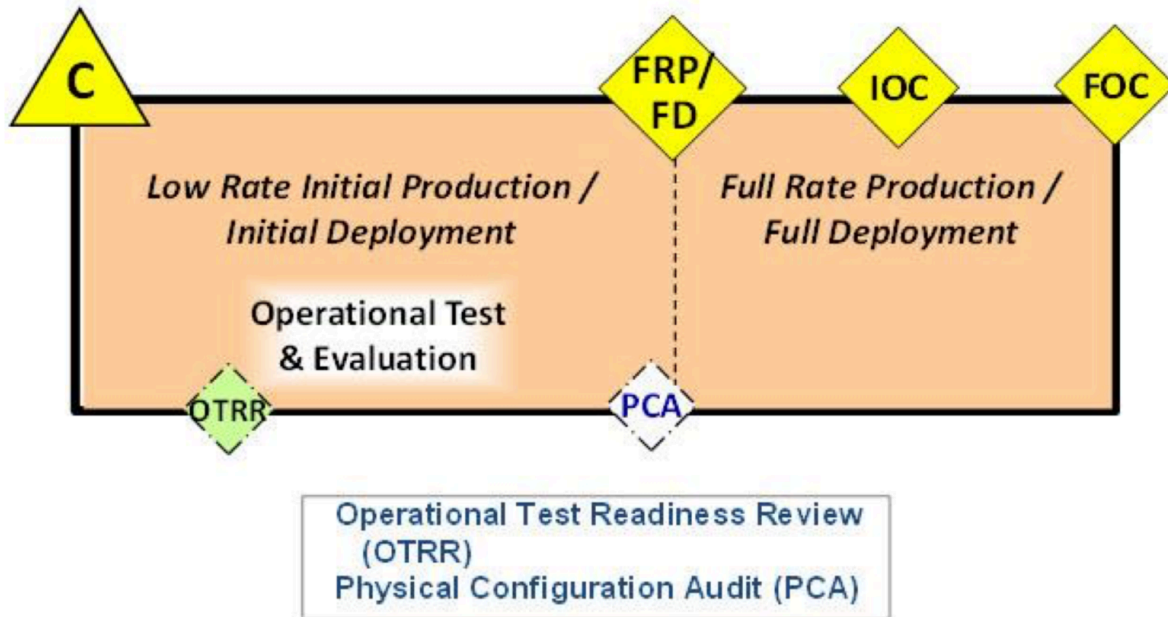 C
FRP/
FD
IOC
FOC
Low Rate Initial Production /
Initial Deployment
Full Rate Production /
Full Deployment
Operational Test
& Evaluation
OTRR
PCA
Operational Test Readiness Review
(OTRR)
Physical Configuration Audit (PCA)